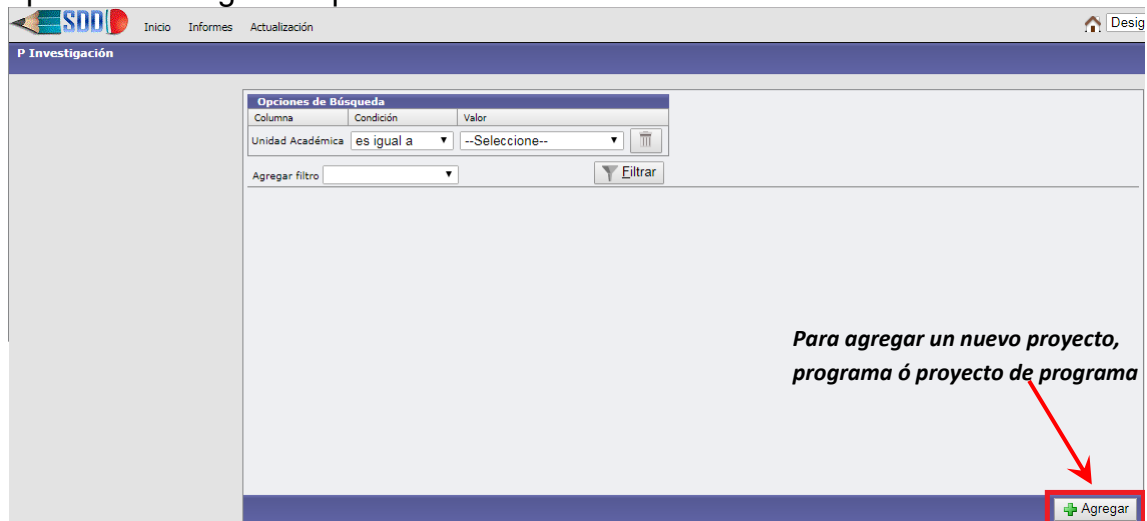 SDD
Inicio Informes Actualización
Desig
P Investigación
Opciones de Búsqueda
Columna Condición Valor
Unidad Académica es igual a --Seleccione--
Agregar filtro Filtrar
Para agregar un nuevo proyecto,
programa ó proyecto de programa
Agregar